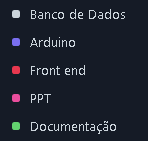 Banco de Dados
Arduino
Front end
PPT
Documentação